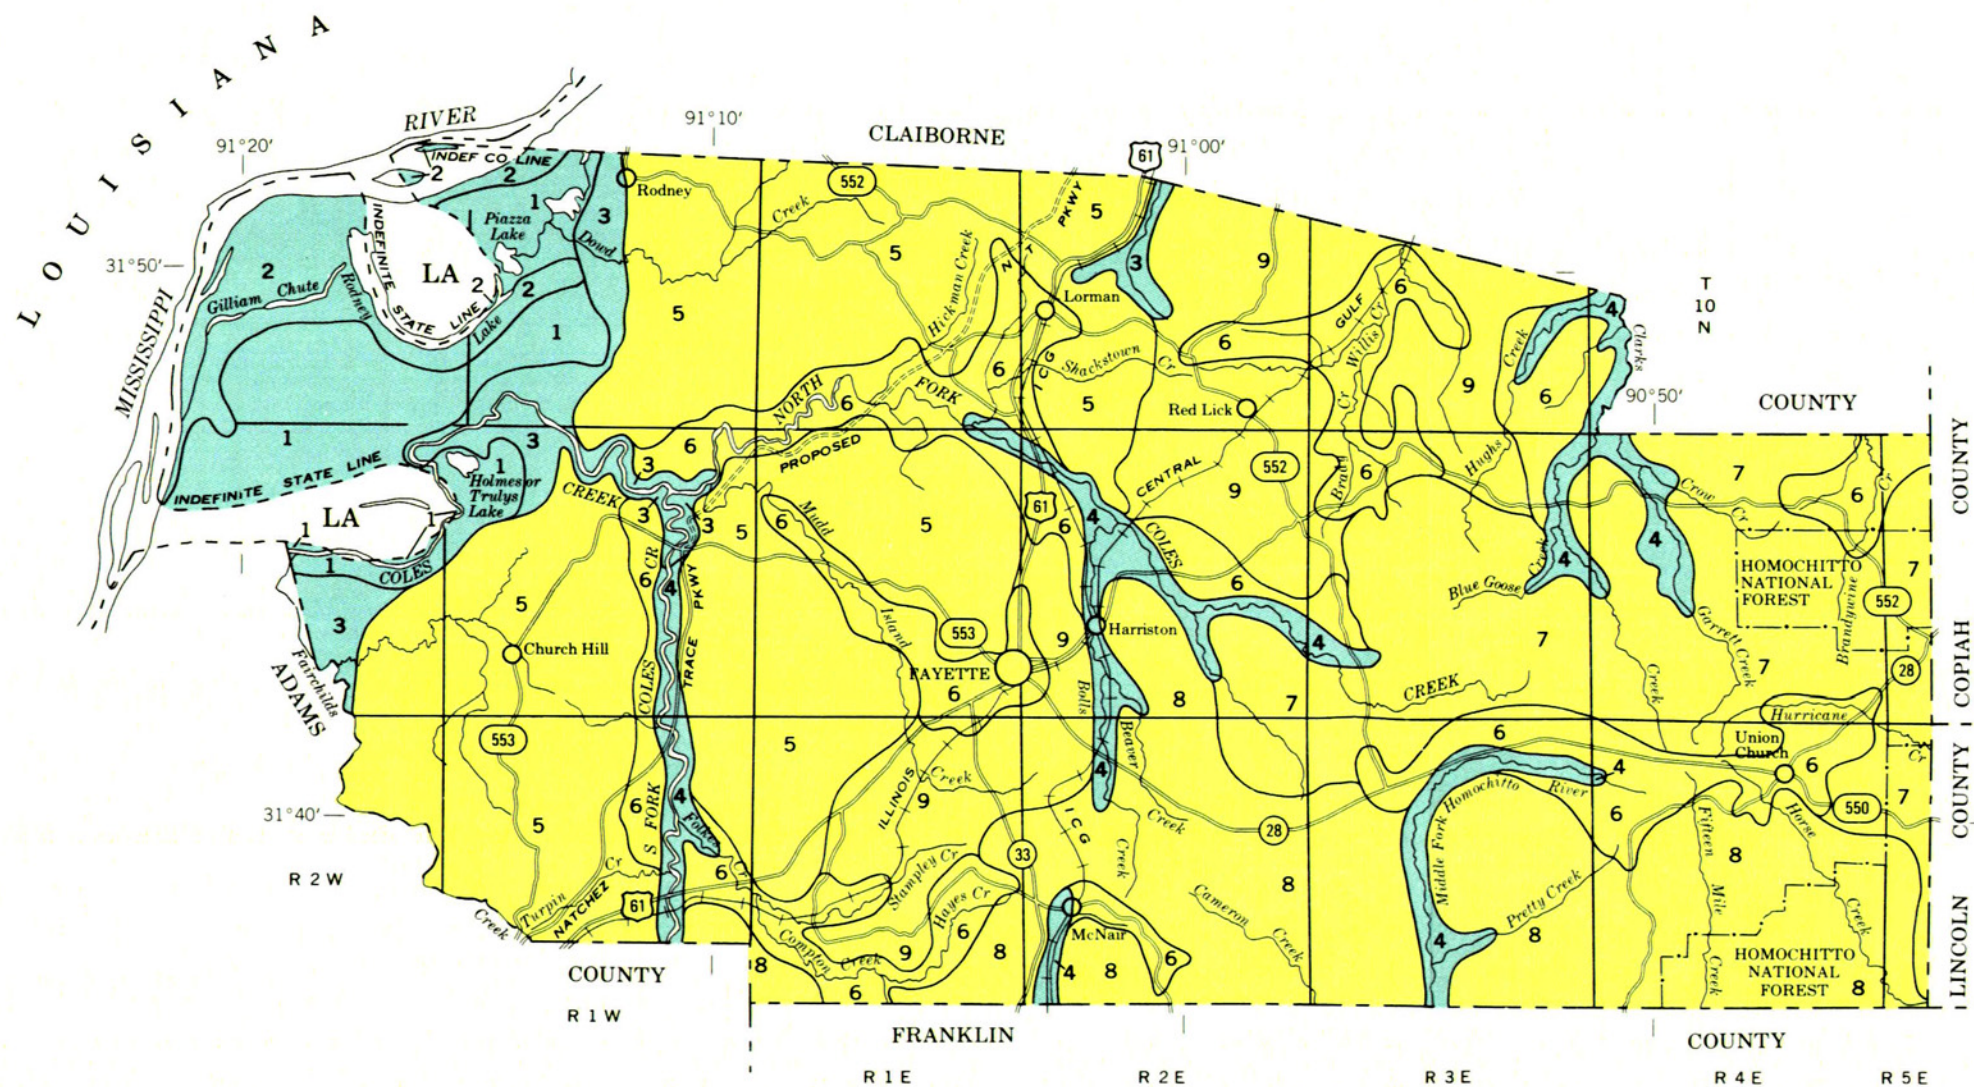 LOUISIANA
RIVER
91°20'
91°10'
CLAIBORNE
61
91°00'
INDEF CO LINE
2
2
1
3
Rodney
552
Creek
PKWY
5
Piazza
Lake
Dowd
5
N T
3
9
31°50'
2
LA
2
2
INDEFINITE STATE LINE
Gilliam Chute
Rodney
Lake
1
5
Hickman Creek
Lorman
6
GULF
Willis Cr
4
Clarks
Creek
T
10
N
MISSISSIPPI
6
ICG
Shackstown
Cr
6
9
6
90°50'
COUNTY
NORTH
6
FORK
5
Red Lick
Cr
1
3
6
PROPOSED
552
CENTRAL
9
Brady
6
Hughs
7
6
Cr
COUNTY
INDEFINITE STATE LINE
1
Holmes or
Trulys
Lake
3
CREEK
3
3
5
6
Mudd
5
61
6
4
COLES
Crow
Cr
LA
1
1
1
COLES
CR
6
4
PKWY
6
Creek
4
4
HOMOCHITTO
NATIONAL
FOREST
7
Blue Goose
Brandywine
552
3
5
Island
553
9
Harriston
4
7
Garrett Creek
7
COPIAH
Church Hill
COLES
TRACE
FAYETTE
6
Bolls
8
7
CREEK
Creek
28
Fairchilds
ADAMS
553
5
Beaver
6
Hurricane
Union
Church
Cr
COUNTY
31°40'
5
6
S FORK
4
Folkes
ILLINOIS
Creek
9
4
ICG
Creek
28
Homochitto
River
4
6
6
550
7
R 2 W
Turpin
Cr
NATCHEZ
61
6
Cr
Stampley Cr
33
Creek
8
Middle Fork
Fifteen
Mile
Creek
8
Horse
Creek
Creek
Hayes Cr
6
Cameron
Creek
Pretty Creek
LINCOLN
COUNTY
8
Compton
Creek
9
8
McNair
4
8
6
4
8
HOMOCHITTO
NATIONAL
FOREST
8
6
R 1 W
FRANKLIN
COUNTY
R 1 E
R 2 E
R 3 E
R 4 E
R 5 E